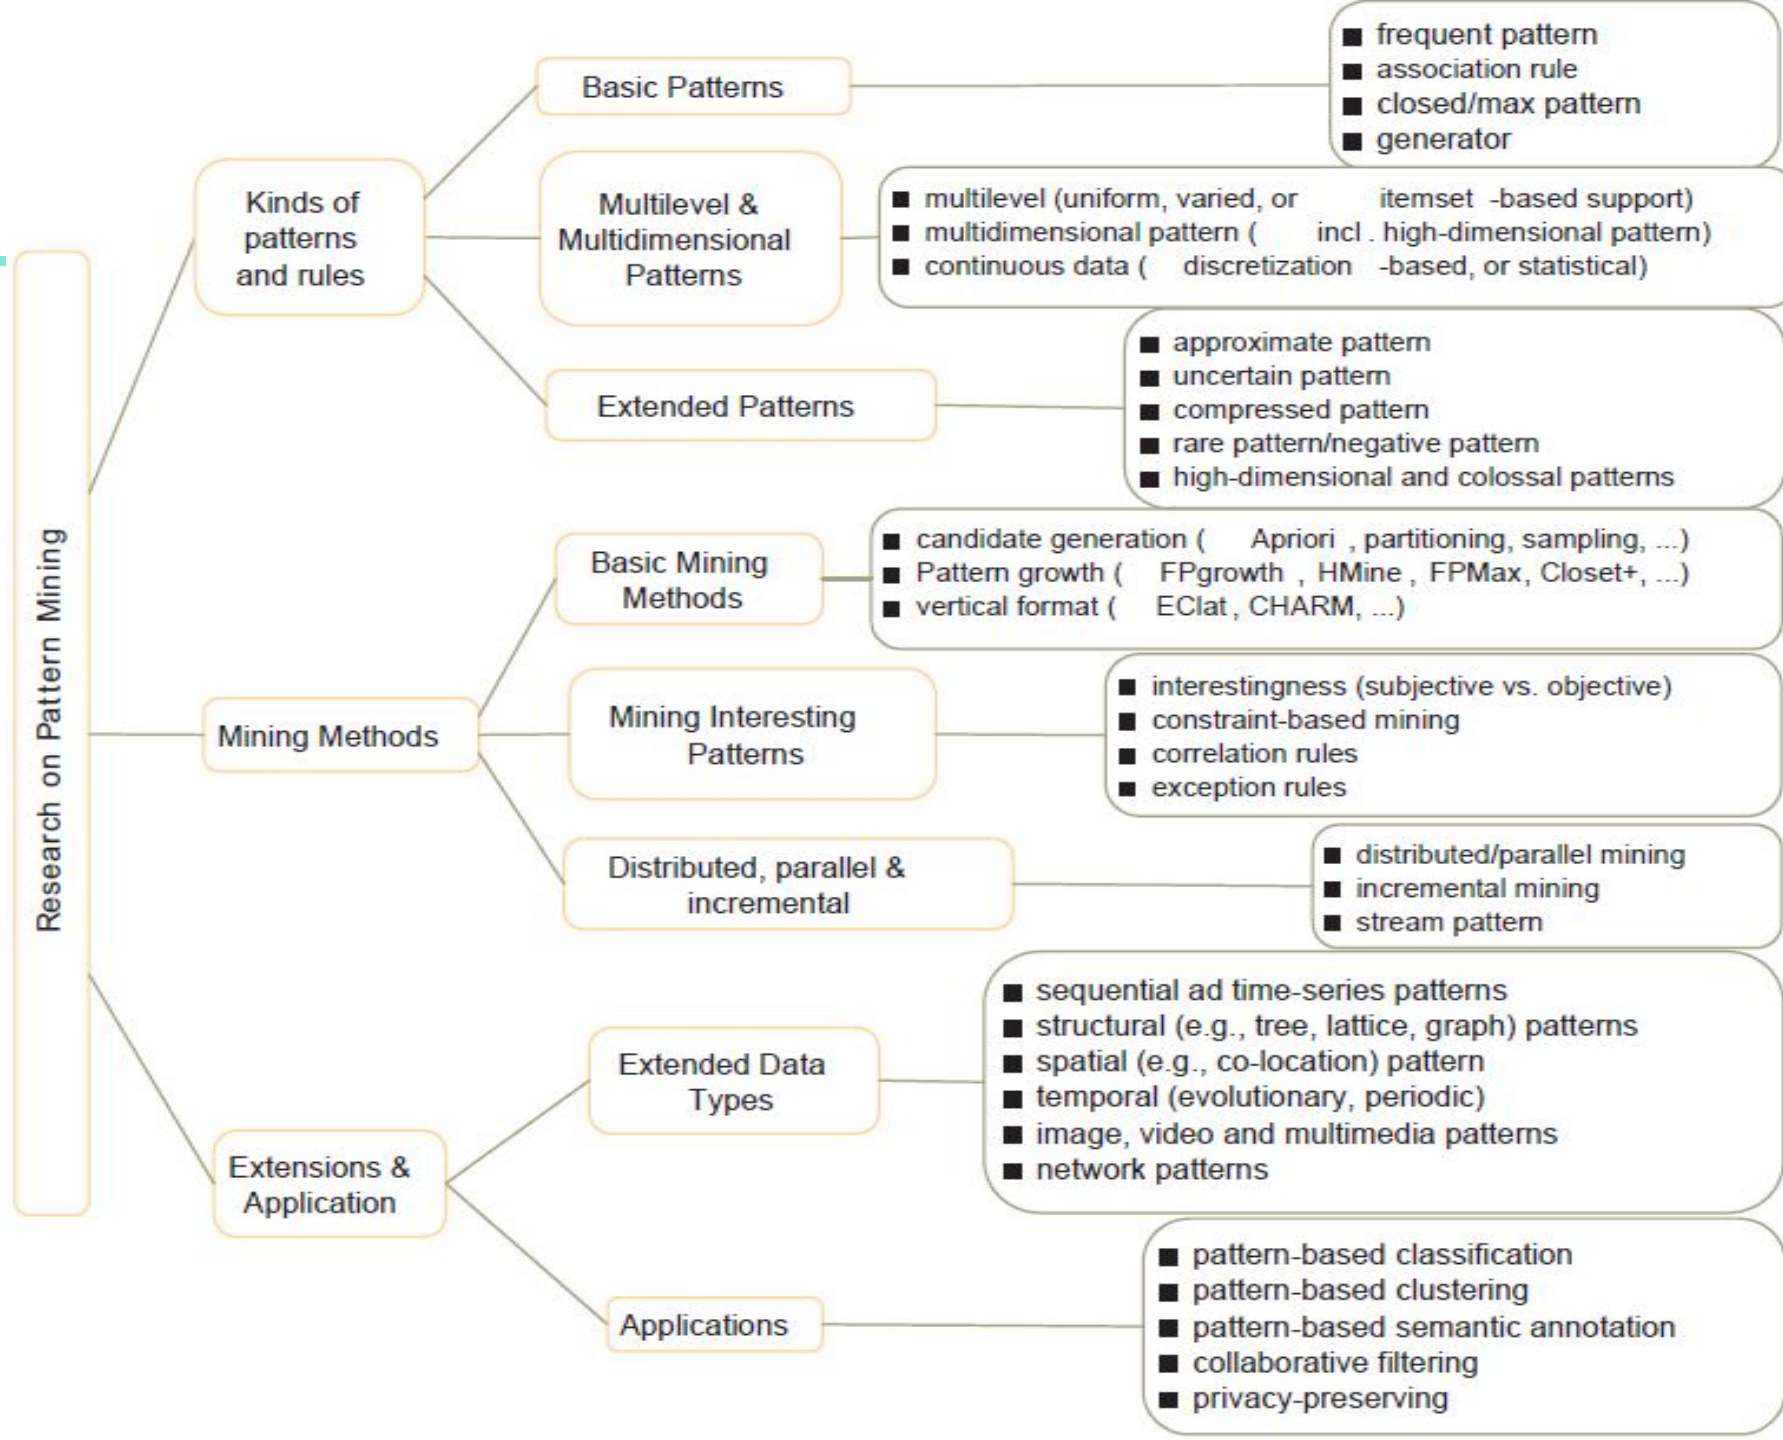 Research on Pattern Mining
Kinds of
patterns
and rules
Basic Patterns
■ frequent pattern
■ association rule
■ closed/max pattern
■ generator
Multilevel &
Multidimensional
Patterns
■ multilevel (uniform, varied, or itemset -based support)
■ multidimensional pattern ( incl . high-dimensional pattern)
■ continuous data ( discretization -based, or statistical)
Extended Patterns
■ approximate pattern
■ uncertain pattern
■ compressed pattern
■ rare pattern/negative pattern
■ high-dimensional and colossal patterns
Mining Methods
Basic Mining
Methods
■ candidate generation ( Apriori , partitioning, sampling, ...)
■ Pattern growth ( FPgrowth , HMine , FPMax, Closet+, ...)
■ vertical format ( EClat , CHARM, ...)
Mining Interesting
Patterns
■ interestingness (subjective vs. objective)
■ constraint-based mining
■ correlation rules
■ exception rules
Distributed, parallel &
incremental
■ distributed/parallel mining
■ incremental mining
■ stream pattern
Extensions &
Application
Extended Data
Types
■ sequential ad time-series patterns
■ structural (e.g., tree, lattice, graph) patterns
■ spatial (e.g., co-location) pattern
■ temporal (evolutionary, periodic)
■ image, video and multimedia patterns
■ network patterns
Applications
■ pattern-based classification
■ pattern-based clustering
■ pattern-based semantic annotation
■ collaborative filtering
■ privacy-preserving